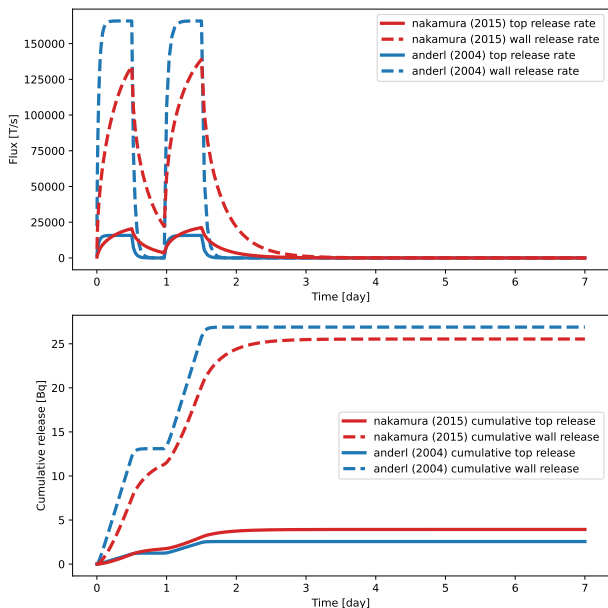 150000
125000
100000
75000
50000
25000
0
Flux [T/s]
nakamura (2015) top release rate
nakamura (2015) wall release rate
anderl (2004) top release rate
anderl (2004) wall release rate
0 1 2 3 4 5 6 7
Time [day]
25
20
15
10
5
0
Cumulative release [Bq]
nakamura (2015) cumulative top release
nakamura (2015) cumulative wall release
anderl (2004) cumulative top release
anderl (2004) cumulative wall release
0 1 2 3 4 5 6 7
Time [day]